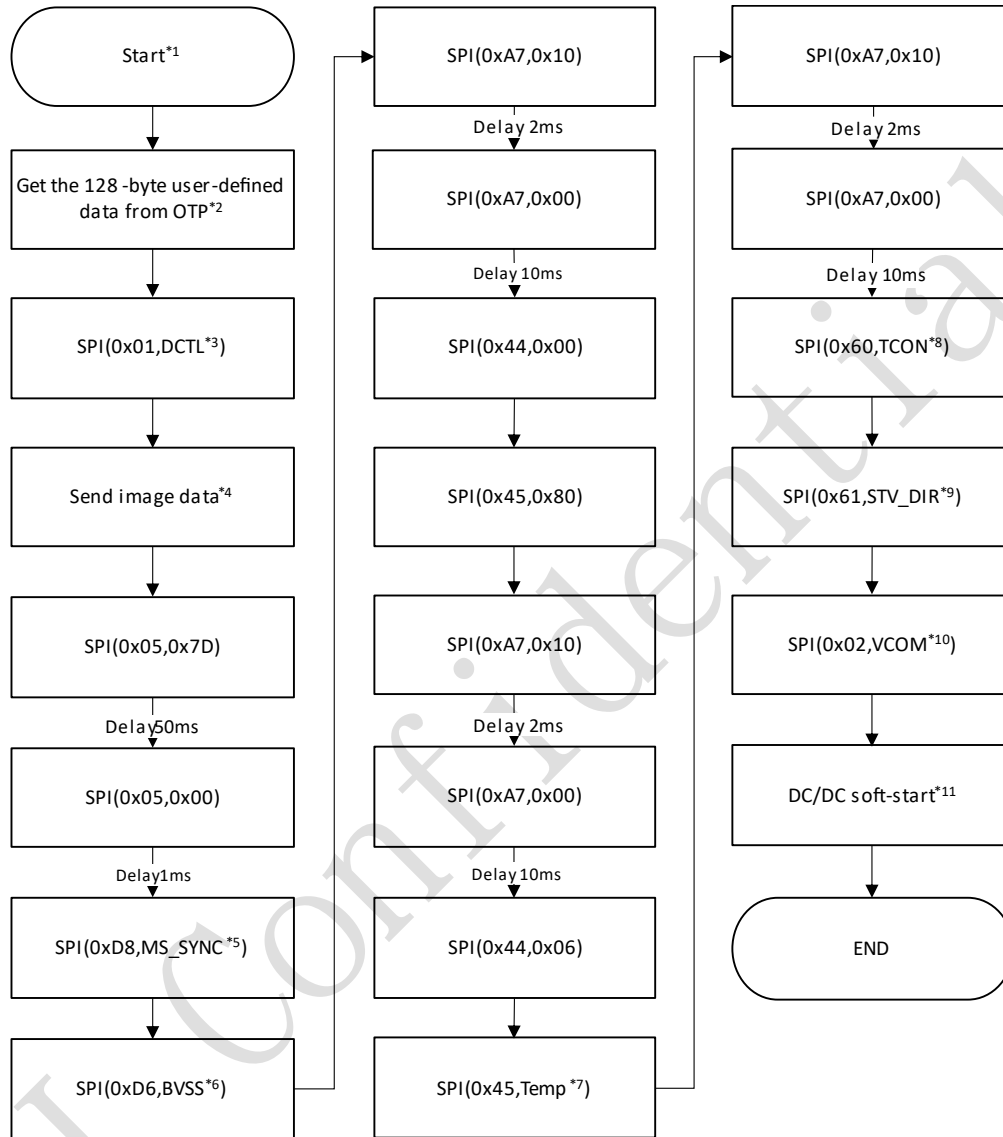 Start*1
Get the 128 -byte user-defined
data from OTP*2
SPI(0x01,DCTL*3)
Send image data*4
SPI(0x05,0x7D)
Delay50ms
SPI(0x05,0x00)
Delay1ms
SPI(0xD8,MS_SYNC*5)
SPI(0xD6,BVSS*6)
SPI(0xA7,0x10)
Delay 2ms
SPI(0xA7,0x00)
Delay 10ms
SPI(0x44,0x00)
SPI(0x45,0x80)
SPI(0xA7,0x10)
Delay 2ms
SPI(0xA7,0x00)
Delay 10ms
SPI(0x44,0x06)
SPI(0x45,Temp*7)
SPI(0xA7,0x10)
Delay 2ms
SPI(0xA7,0x00)
Delay 10ms
SPI(0x60,TCON*8)
SPI(0x61,STV_DIR*9)
SPI(0x02,VCOM*10)
DC/DC soft-start*11
END
Confidential